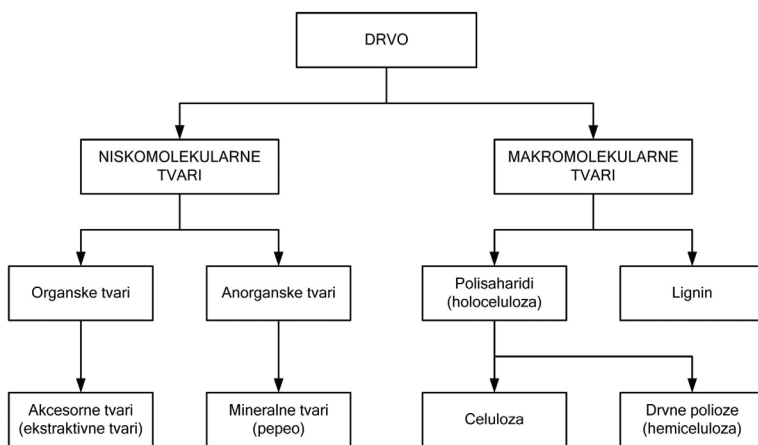 DRVO
NISKOMOLEKULARNE
TVARI
MAKROMOLEKULARNE
TVARI
Organske tvari
Anorganske tvari
Polisaharidi
(holoceluloza)
Lignin
Akcesorne tvari
(ekstraktivne tvari)
Mineralne tvari
(pepeo)
Celuloza
Drvne polioze
(hemiceluloza)